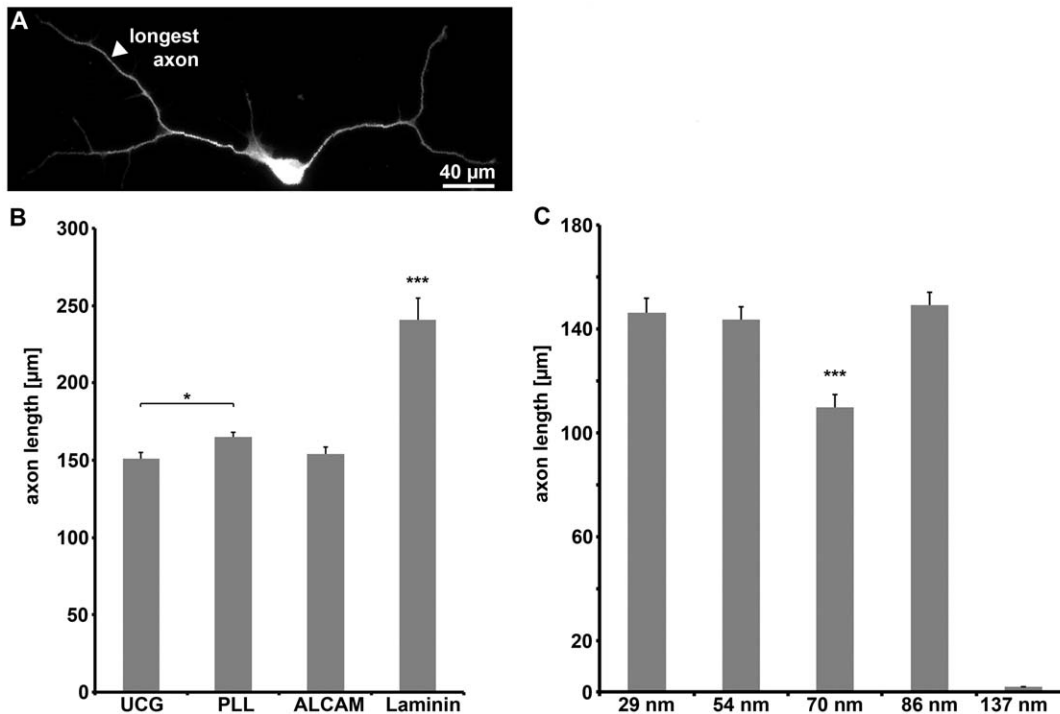 A
longest
axon
40 µm
B
axon length [µm]
300
250
200
150
100
50
0
*
***
UCG PLL ALCAM Laminin
C
axon length [µm]
180
140
100
60
20
0
***
29 nm 54 nm 70 nm 86 nm 137 nm